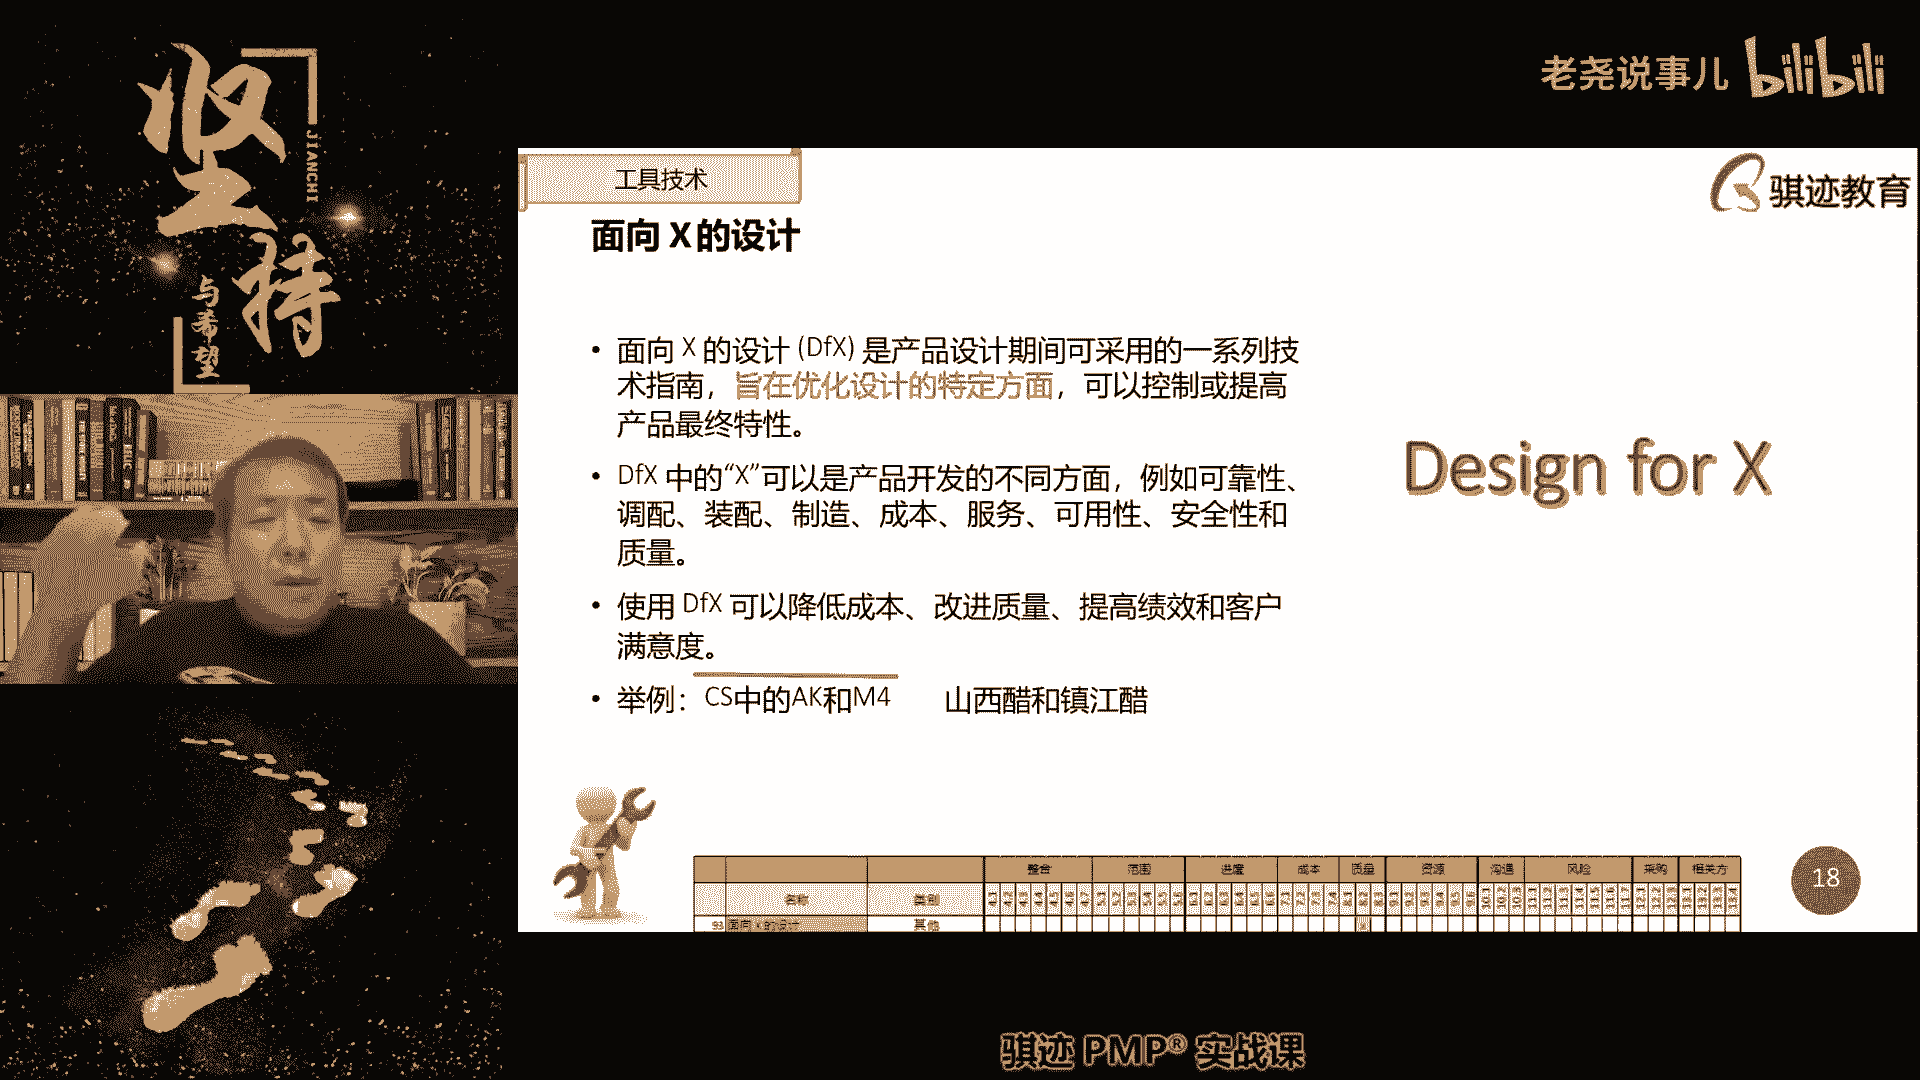 坚持
JIANCHI
与希望
老尧说事儿 bilibili
工具技术
骐迹教育
面向 X 的设计
• 面向 X 的设计 (DfX) 是产品设计期间可采用的一系列技
术指南，旨在优化设计的特定方面，可以控制或提高
产品最终特性。
• DfX 中的“X”可以是产品开发的不同方面，例如可靠性、
调配、装配、制造、成本、服务、可用性、安全性和
质量。
• 使用 DfX 可以降低成本、改进质量、提高绩效和客户
满意度。
• 举例：CS中的AK和M4 山西醋和镇江醋
Design for X
整合 范围 进度 成本 质量 资源 沟通 风险 采购 相关方
名称 类别
93 面向 X 的设计 其他
18
骐迹 PMP® 实战课